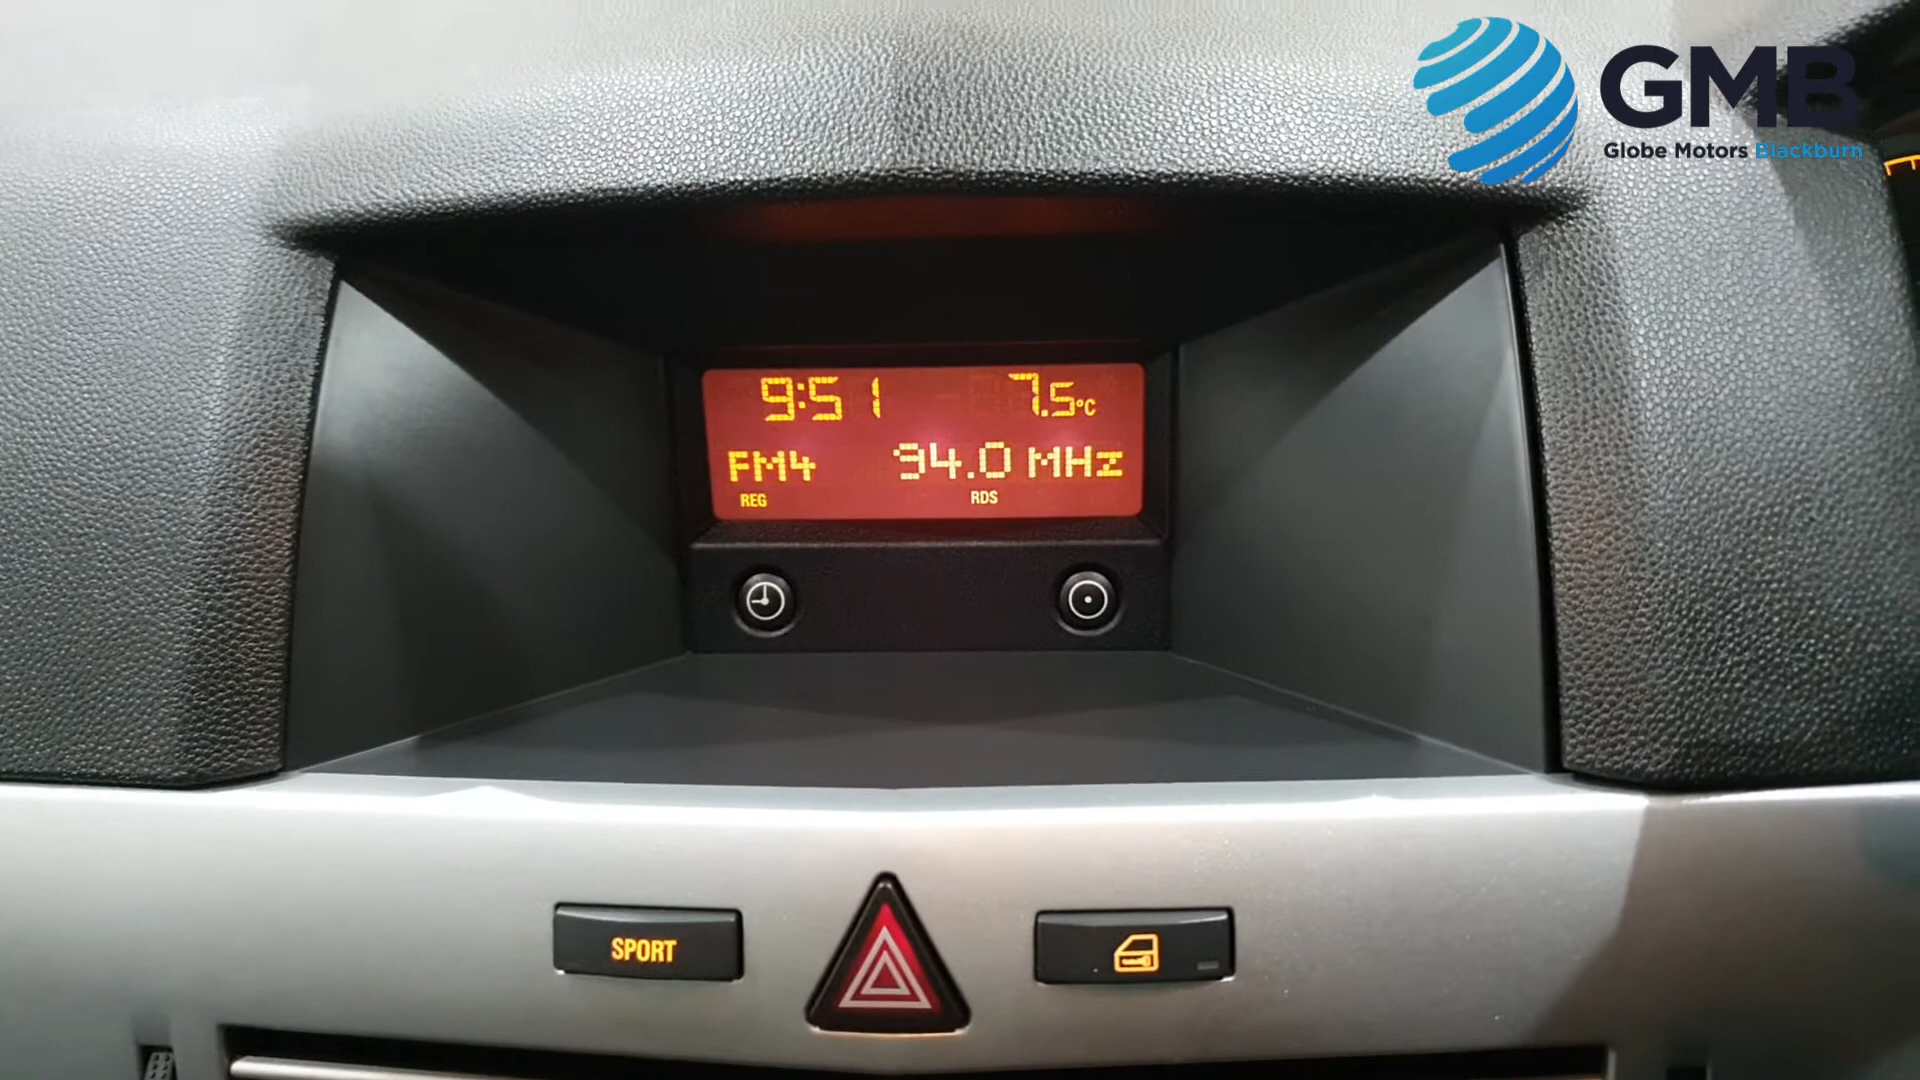 GMB
Globe Motors Blackburn
9:51 7.5°C
FM4 94.0 MHz
REG RDS
SPORT